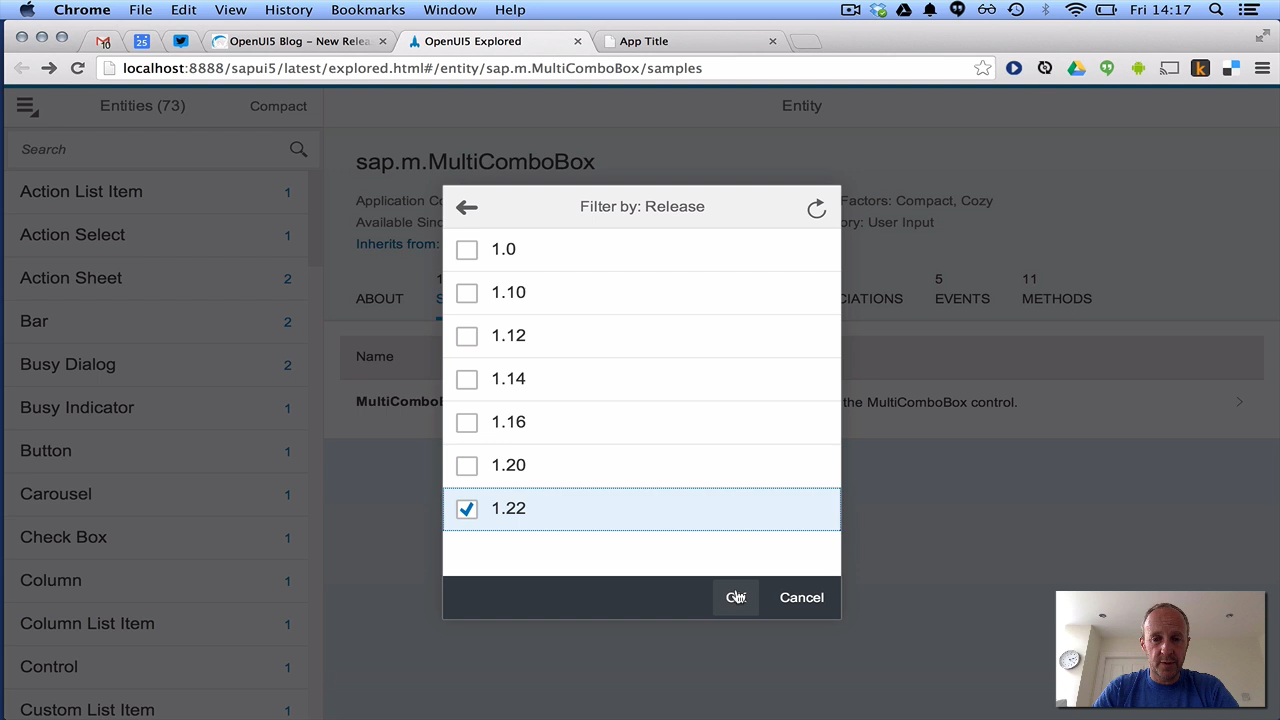 Chrome File Edit View History Bookmarks Window Help Fri 14:17
OpenUI5 Blog – New Relea OpenUI5 Explored App Title
localhost:8888/sapui5/latest/explored.html#/entity/sap.m.MultiComboBox/samples
Entities (73) Compact Entity
Search
Action List Item 1
Action Select 1
Action Sheet 2
Bar 2
Busy Dialog 2
Busy Indicator 1
Button 1
Carousel 1
Check Box 1
Column 1
Column List Item 1
Control 1
Custom List Item 1
sap.m.MultiComboBox
Application Factors: Compact, Cozy
Available Sinc ory: User Input
Inherits from:
ABOUT CIATIONS 5 EVENTS 11 METHODS
Name
MultiComboB the MultiComboBox control.
Filter by: Release
1.0
1.10
1.12
1.14
1.16
1.20
1.22
Cancel